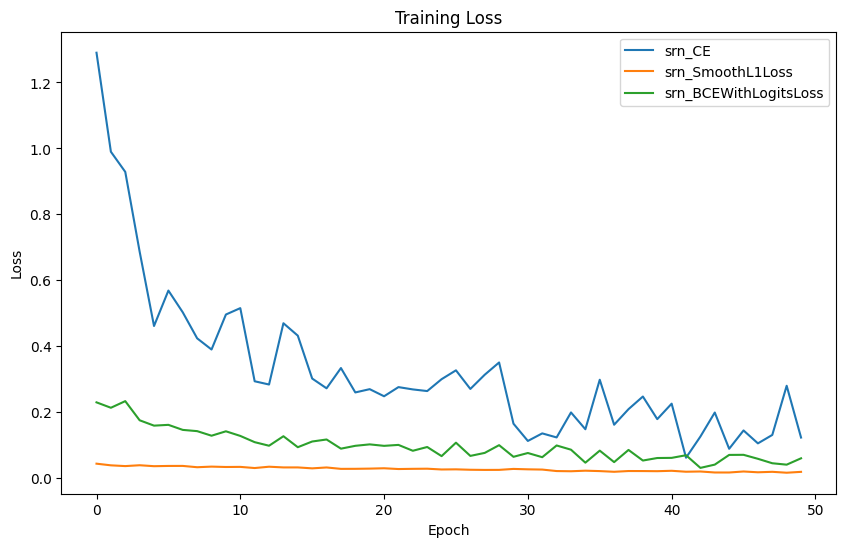 Training Loss
srn_CE
srn_SmoothL1Loss
srn_BCEWithLogitsLoss
1.2
1.0
0.8
0.6
0.4
0.2
0.0
Loss
0 10 20 30 40 50
Epoch